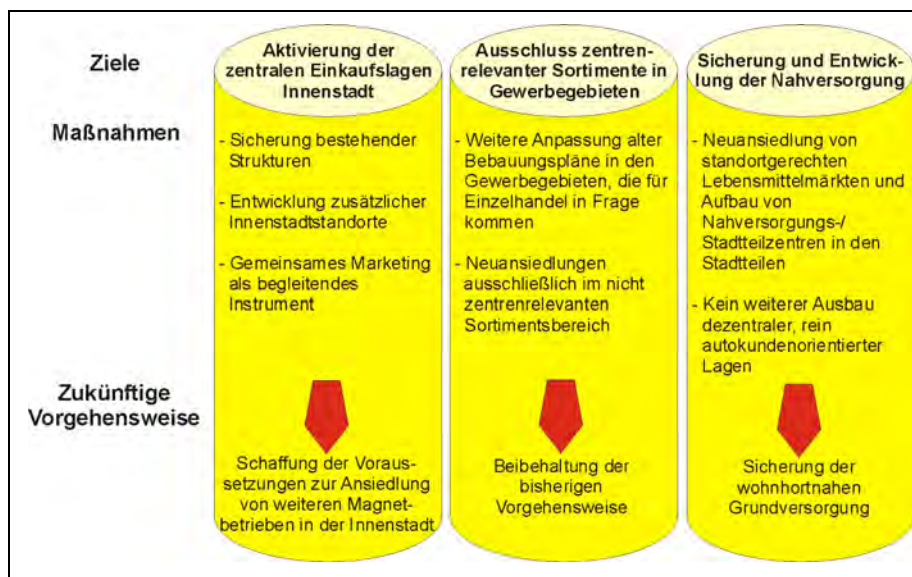 Ziele
Aktivierung der
zentralen Einkaufslagen
Innenstadt
Ausschluss zentren-
relevanter Sortimente in
Gewerbegebieten
Sicherung und Entwick-
lung der Nahversorgung
Maßnahmen
- Sicherung bestehender
Strukturen
- Entwicklung zusätzlicher
Innenstadtstandorte
- Gemeinsames Marketing
als begleitendes
Instrument
- Weitere Anpassung alter
Bebauungspläne in den
Gewerbegebieten, die für
Einzelhandel in Frage
kommen
- Neuansiedlungen
ausschließlich im nicht
zentrenrelevanten
Sortimentsbereich
- Neuansiedlung von
standortgerechten
Lebensmittelmärkten und
Aufbau von
Nahversorgungs-/
Stadtteilzentren in den
Stadtteilen
- Kein weiterer Ausbau
dezentraler, rein
autokundenorientierter
Lagen
Zukünftige
Vorgehensweise
Schaffung der Voraus-
setzungen zur Ansiedlung
von weiteren Magnet-
betrieben in der Innenstadt
Beibehaltung der
bisherigen
Vorgehensweise
Sicherung der
wohnhortnahen
Grundversorgung